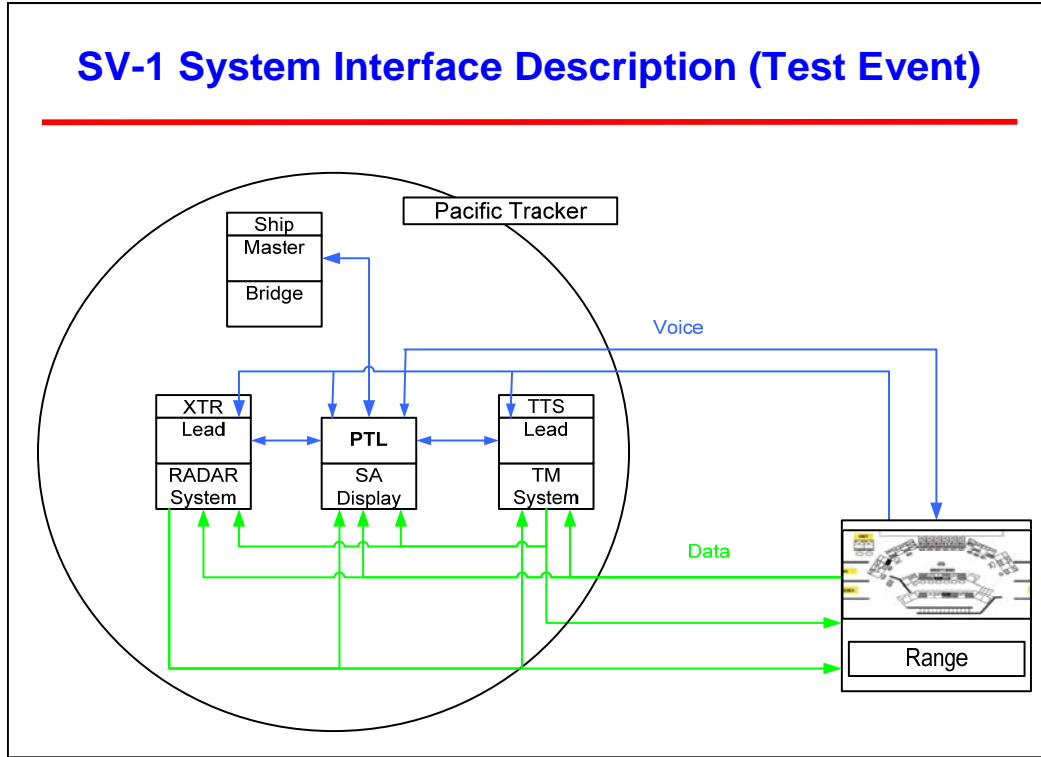 SV-1 System Interface Description (Test Event)
Pacific Tracker
Ship
Master
Bridge
Voice
XTR
Lead
RADAR
System
PTL
SA
Display
TTS
Lead
TM
System
Data
Range